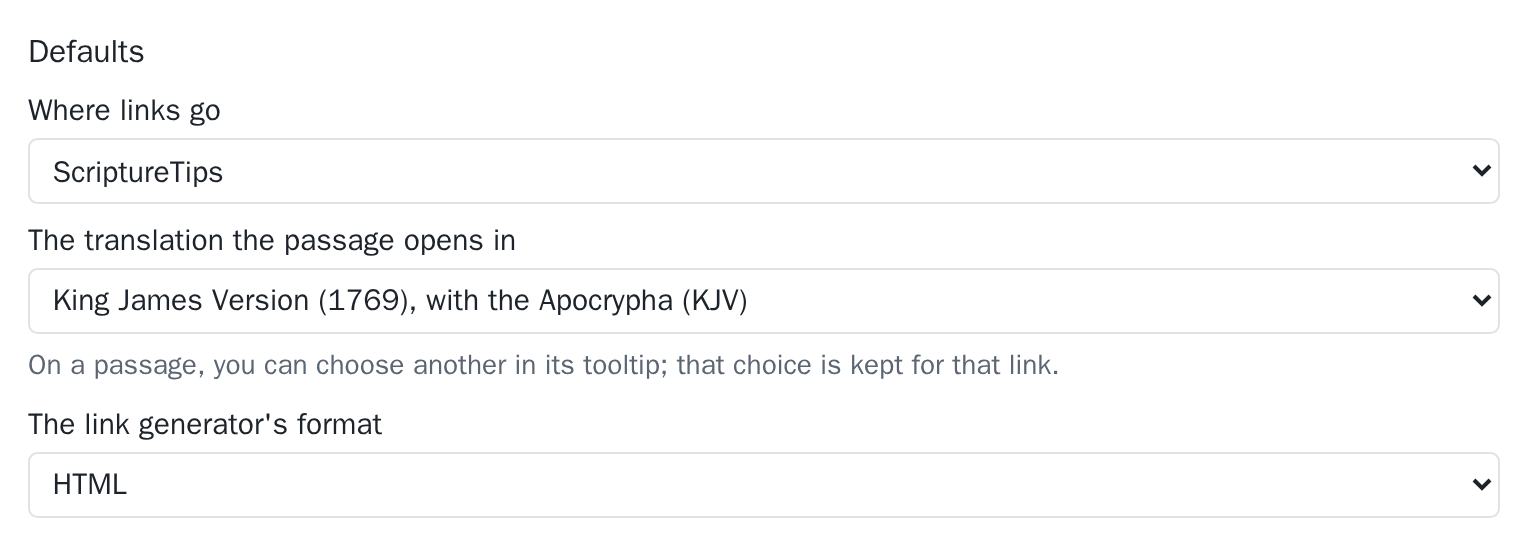 Defaults
Where links go
ScriptureTips
The translation the passage opens in
King James Version (1769), with the Apocrypha (KJV)
On a passage, you can choose another in its tooltip; that choice is kept for that link.
The link generator's format
HTML